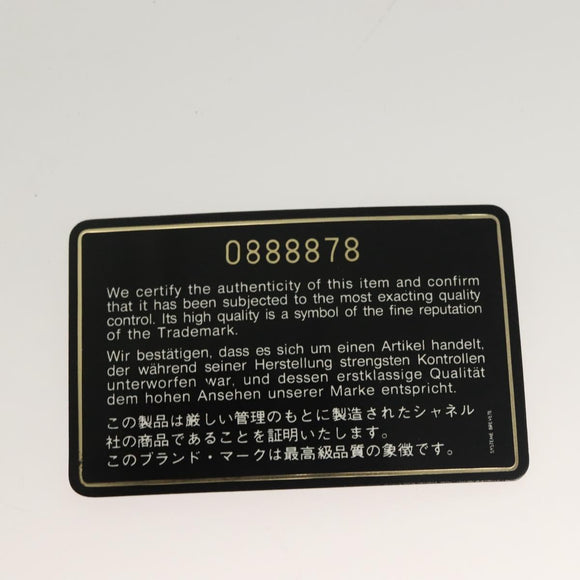 0888878
We certify the authenticity of this item and confirm
that it has been subjected to the most exacting quality
control. Its high quality is a symbol of the fine reputation
of the Trademark.
Wir bestätigen, dass es sich um einen Artikel handelt,
der während seiner Herstellung strengsten Kontrollen
unterworfen war, und dessen erstklassige Qualität
dem hohen Ansehen unserer Marke entspricht.
この製品は厳しい管理のもとに製造されたシャネル
社の商品であることを証明いたします。
このブランド・マークは最高級品質の象徴です。